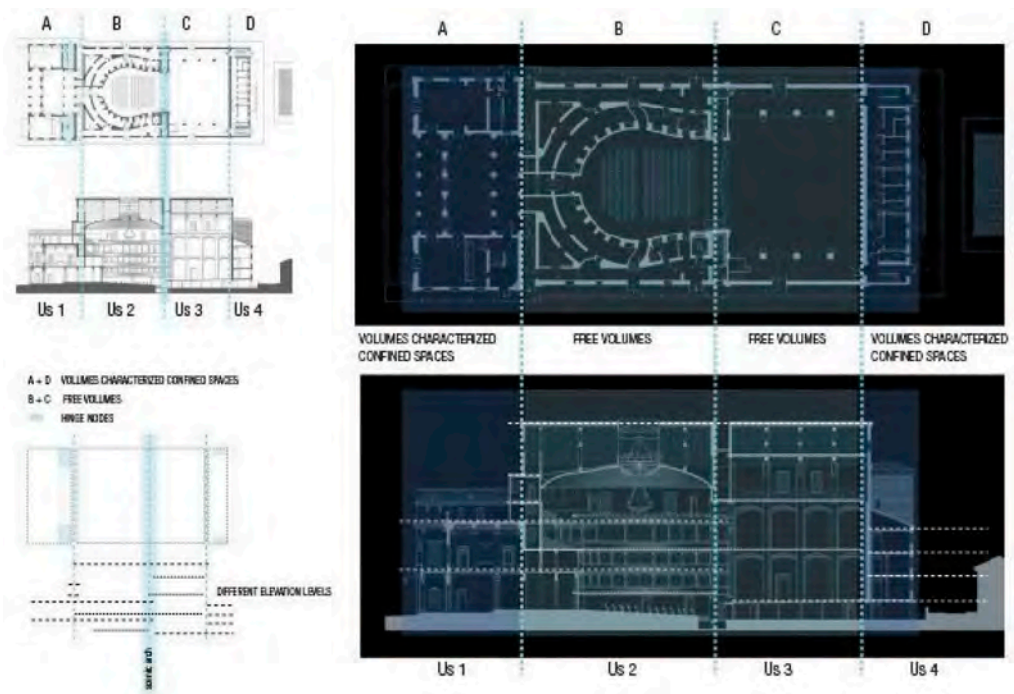 A B C D
Us 1 Us 2 Us 3 Us 4
A + D VOLUMES CHARACTERIZED CONFINED SPACES
B + C FREE VOLUMES
HINGE NODES
DIFFERENT ELEVATION LEVELS
scenic arch
A B C D
VOLUMES CHARACTERIZED
CONFINED SPACES
FREE VOLUMES
FREE VOLUMES
VOLUMES CHARACTERIZED
CONFINED SPACES
Us 1 Us 2 Us 3 Us 4